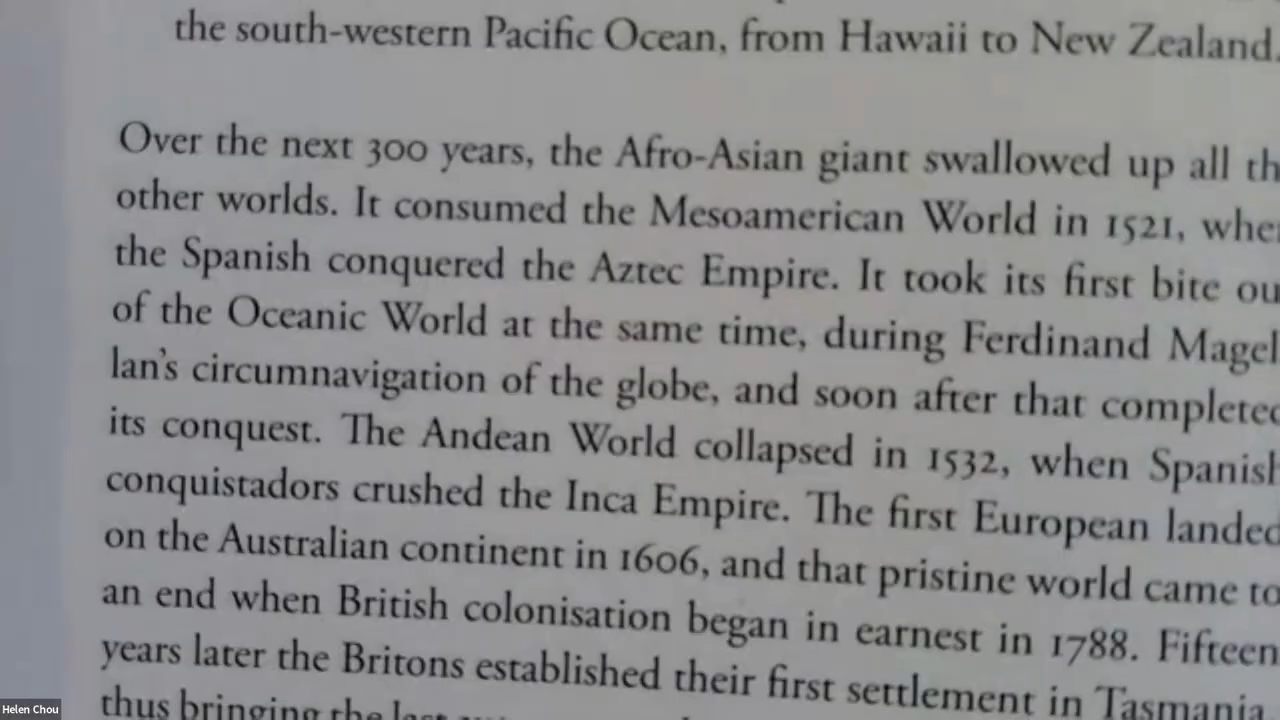 the south-western Pacific Ocean, from Hawaii to New Zealand.
Over the next 300 years, the Afro-Asian giant swallowed up all th
other worlds. It consumed the Mesoamerican World in 1521, whe
the Spanish conquered the Aztec Empire. It took its first bite ou
of the Oceanic World at the same time, during Ferdinand Magel
lan's circumnavigation of the globe, and soon after that completed
its conquest. The Andean World collapsed in 1532, when Spanish
conquistadors crushed the Inca Empire. The first European landed
on the Australian continent in 1606, and that pristine world came to
an end when British colonisation began in earnest in 1788. Fifteen
years later the Britons established their first settlement in Tasmania,
thus bringing the last
Helen Chou